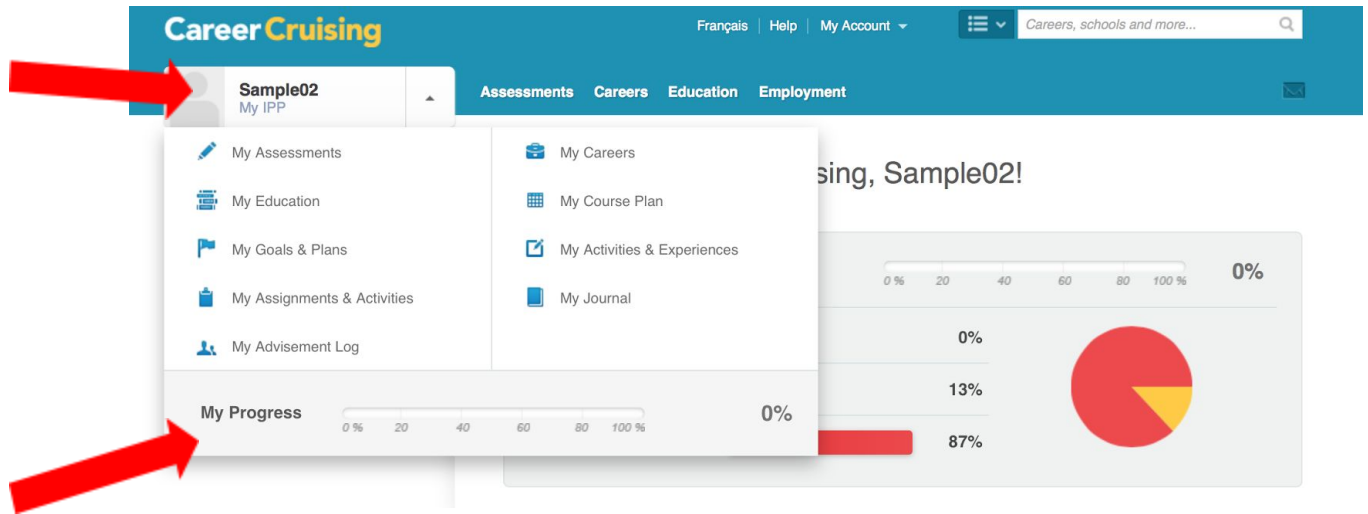 CareerCruising
Français | Help | My Account
Careers, schools and more...
Sample02
My IPP
Assessments Careers Education Employment
My Assessments
My Careers
sing, Sample02!
My Education
My Course Plan
My Goals & Plans
My Activities & Experiences
0 % 20 40 60 80 100 %
0%
My Assignments & Activities
My Journal
0%
My Advisement Log
13%
My Progress
0 % 20 40 60 80 100 %
0%
87%